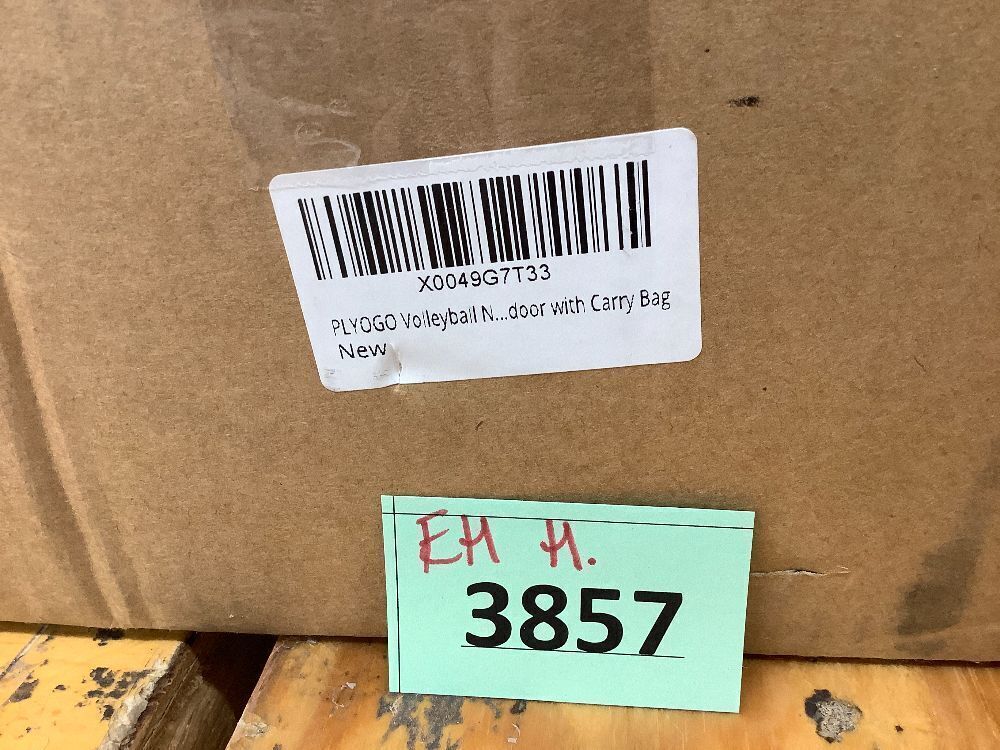 X0049G7T33
PLYOGO Volleyball N...door with Carry Bag
New
EH H.
3857